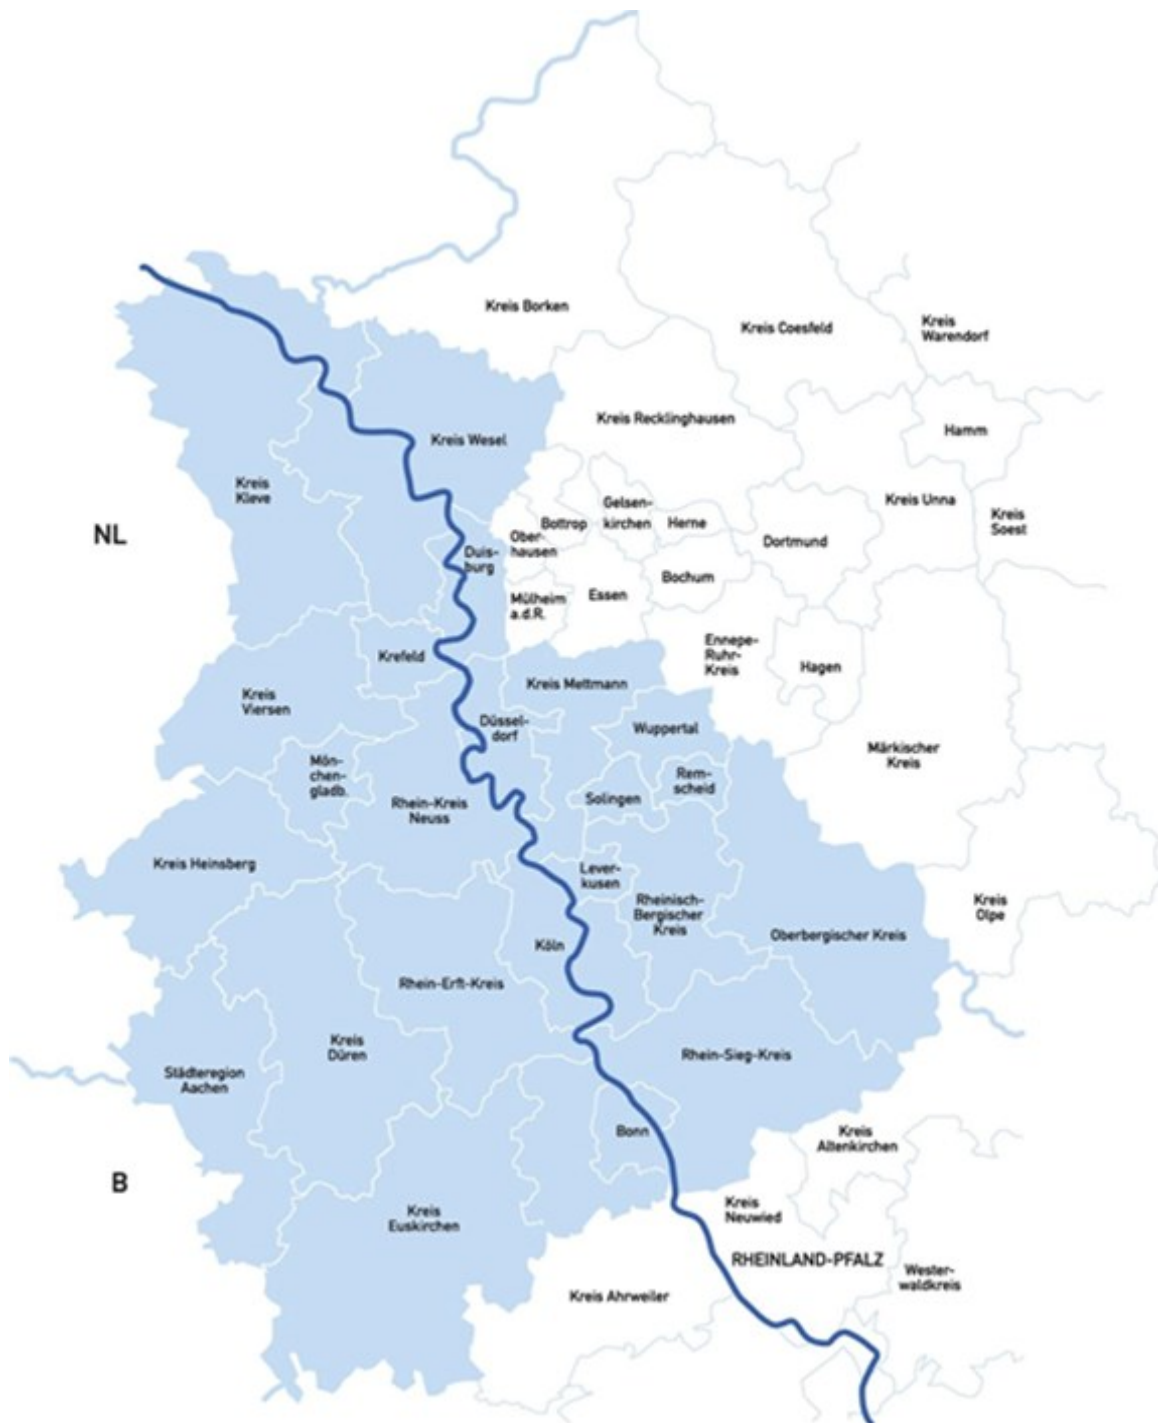 Kreis Borken
Kreis Coesfeld
Kreis
Warendorf
Kreis Recklinghausen
Hamm
Kreis Wesel
Kreis
Kleve
Gelsen-
kirchen
Kreis Unna
Kreis
Soest
NL
Bottrop
Herne
Ober-
hausen
Dortmund
Duis-
burg
Bochum
Mülheim
a.d.R.
Essen
Ennepe-
Ruhr-
Kreis
Hagen
Krefeld
Kreis Mettmann
Kreis
Viersen
Düssel-
dorf
Wuppertal
Märkischer
Kreis
Mön-
chen-
gladb.
Rem-
scheid
Solingen
Rhein-Kreis
Neuss
Kreis Heinsberg
Lever-
kusen
Rheinisch-
Bergischer
Kreis
Kreis
Olpe
Oberbergischer Kreis
Köln
Rhein-Erft-Kreis
Kreis
Düren
Rhein-Sieg-Kreis
Städteregion
Aachen
Bonn
Kreis
Altenkirchen
B
Kreis
Neuwied
Kreis
Euskirchen
RHEINLAND-PFALZ
Wester-
waldkreis
Kreis Ahrweiler